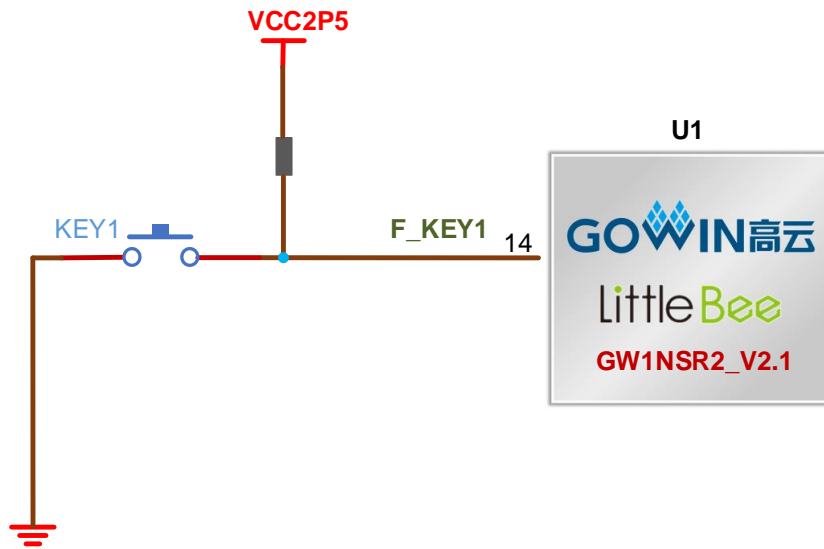 VCC2P5
U1
KEY1
F_KEY1
14
GOWIN高云
LittleBee
GW1NSR2_V2.1